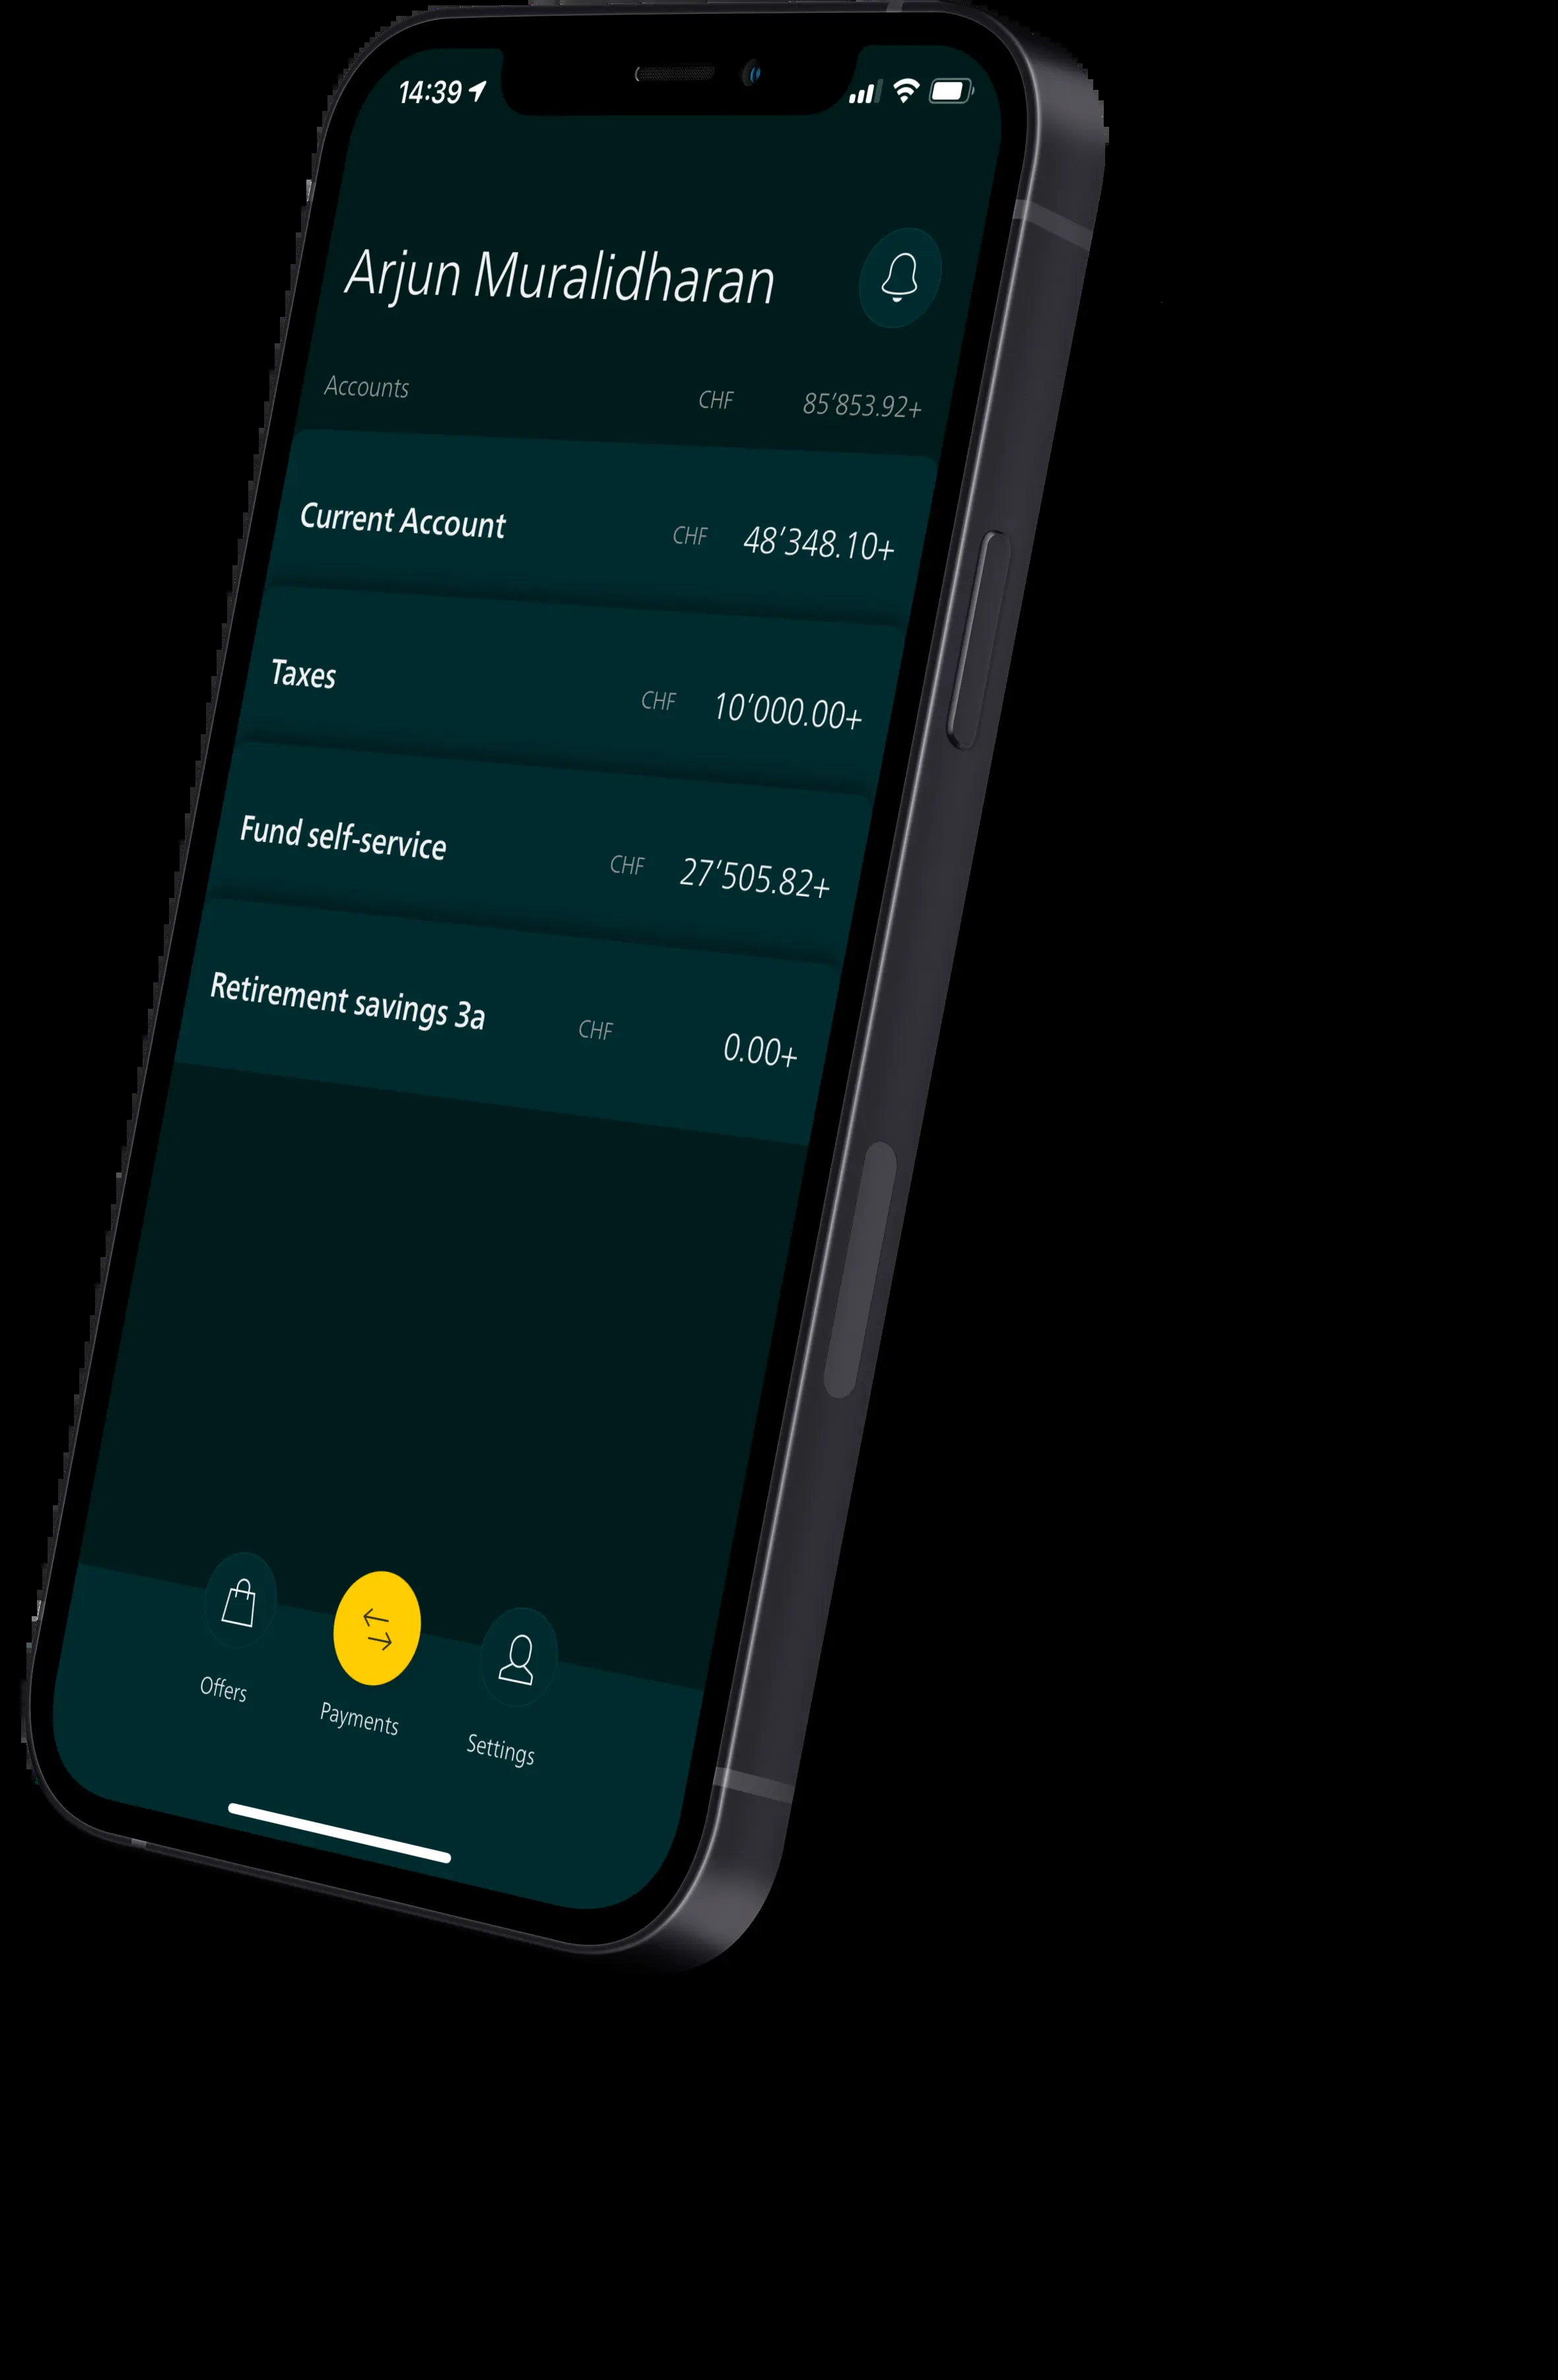 14:39
Arjun Muralidharan
Accounts CHF 85’853.92+
Current Account CHF 48’348.10+
Taxes CHF 10’000.00+
Fund self-service CHF 27’505.82+
Retirement savings 3a CHF 0.00+
Offers
Payments
Settings